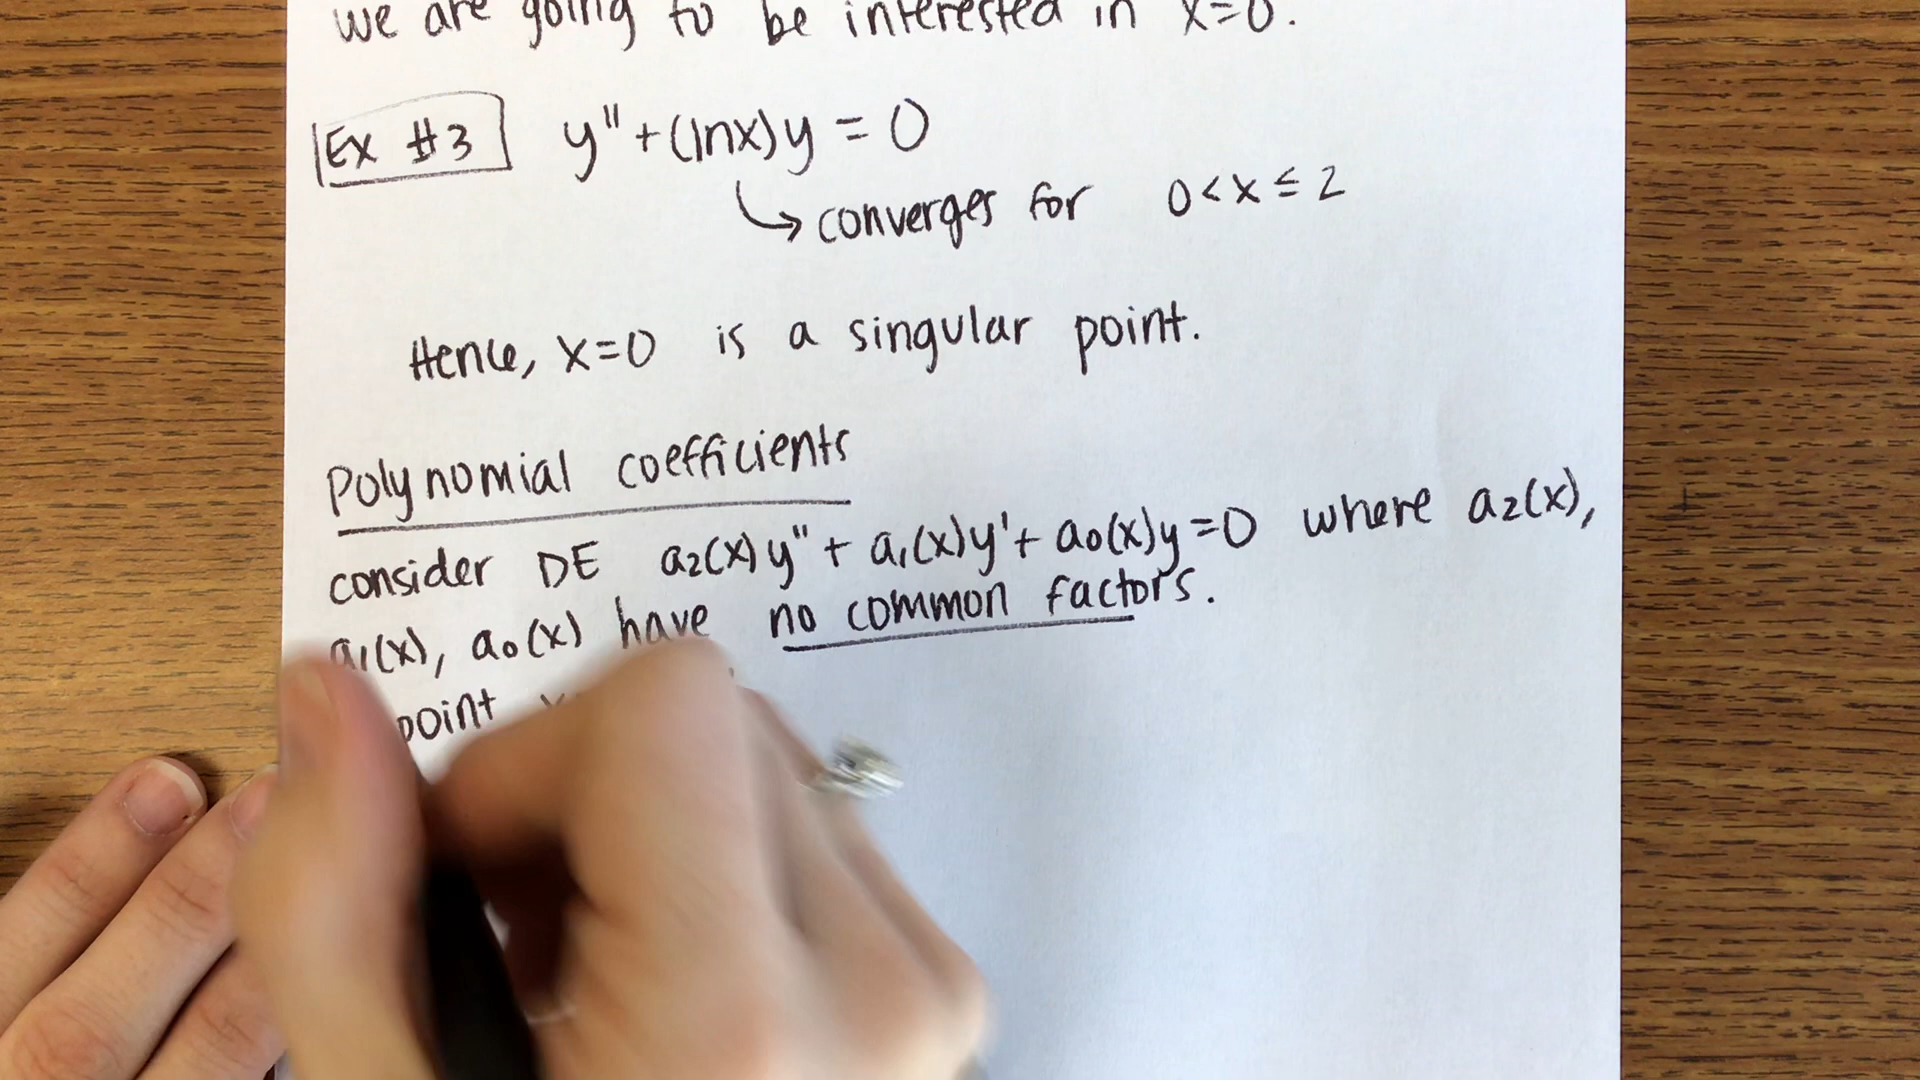 we are going to be interested in x=0.
Ex #3 y"+(lnx)y = 0
↳ converges for 0<x≤2
Hence, x=0 is a singular point.
Polynomial coefficients
consider DE a₂(x)y" + a₁(x)y' + a₀(x)y=0 where a₂(x),
a₁(x), a₀(x) have no common factors.
point